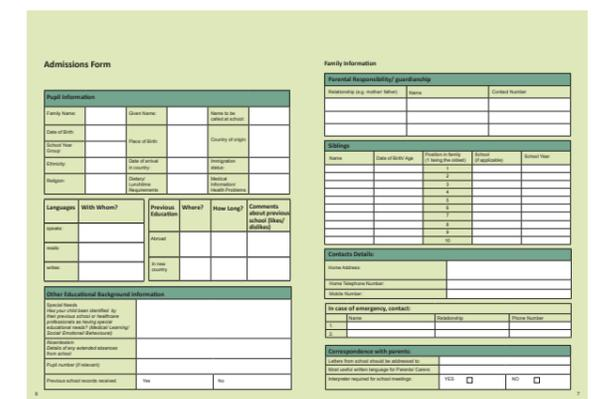 Admissions Form
Pupil Information
Family Name:
Given Name:
Name to be
called at school:
Date of Birth
Place of Birth
Country of origin
School Year
Group
Ethnicity:
Date of arrival
in country:
Immigration
status:
Religion:
Dietary/
Lunchtime
Requirements
Medical
Information/
Health Problems
Languages
With Whom?
speaks:
reads:
writes:
Previous
Education
Where?
How Long?
Comments
about previous
school (likes/
dislikes)
Abroad
In new
country
Other Educational Background Information
Special Needs
Has your child been identified by
their previous school or healthcare
professionals as having special
educational needs? (Medical/ Learning/
Social/ Emotional/ Behavioural)
Absenteeism
Details of any extended absences
from school
Pupil number (if relevant)
Previous school records received
Yes
No
6
Family Information
Parental Responsibility/ guardianship
Relationship (e.g. mother/ father)
Name
Contact Number
Siblings
Name
Date of Birth/ Age
Position in family
(1 being the oldest)
School
(if applicable)
School Year
1
2
3
4
5
6
7
8
9
10
Contacts Details:
Home Address:
Home Telephone Number:
Mobile Number:
In case of emergency, contact:
Name
Relationship
Phone Number
1.
2.
Correspondence with parents:
Letters from school should be addressed to:
Most useful written language for Parental Carers:
Interpreter required for school meetings:
YES
NO
7